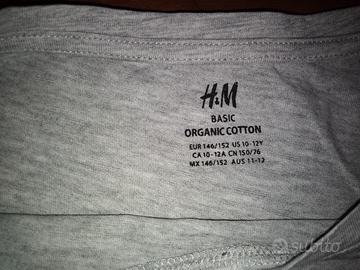 H&M
BASIC
ORGANIC COTTON
EUR 146/152 US 10-12Y
CA 10-12A CN 150/76
MX 146/152 AUS 11-12
subito